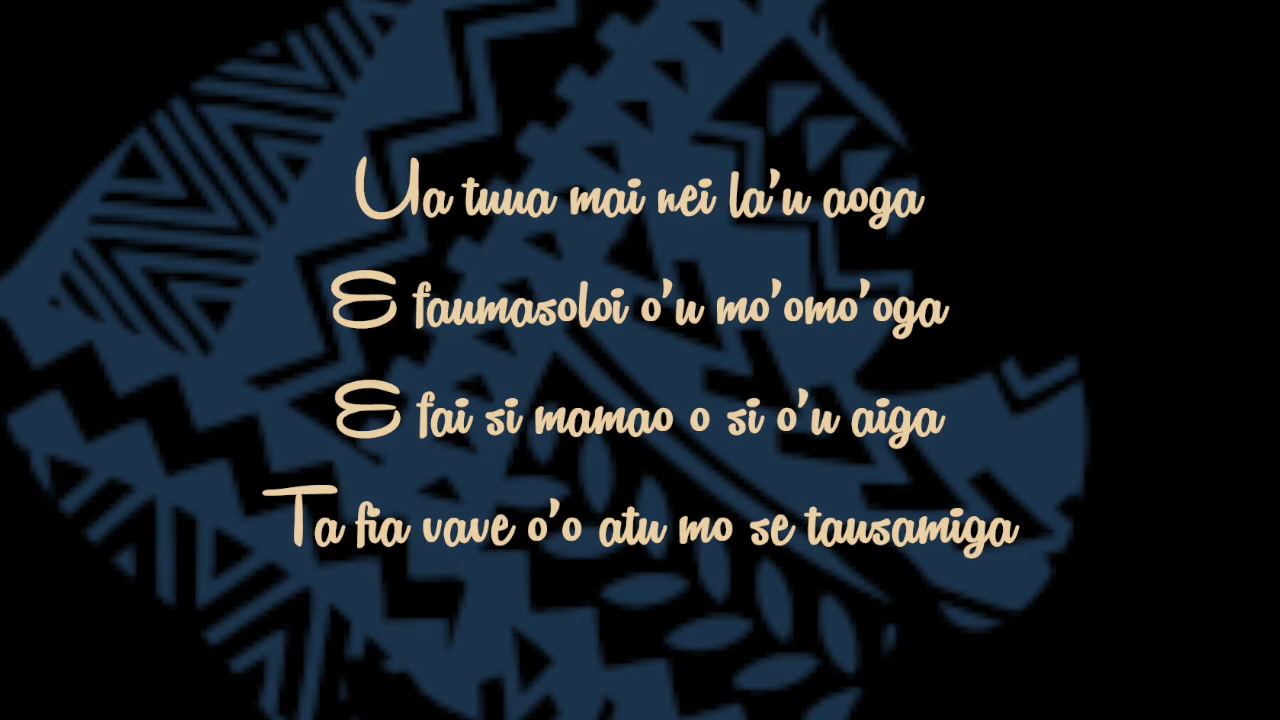 Ua tuua mai nei la'u aoga
E faumasoloi o'u mo'omo'oga
E fai si mamao o si o'u aiga
Ta fia vave o'o atu mo se tausamiga